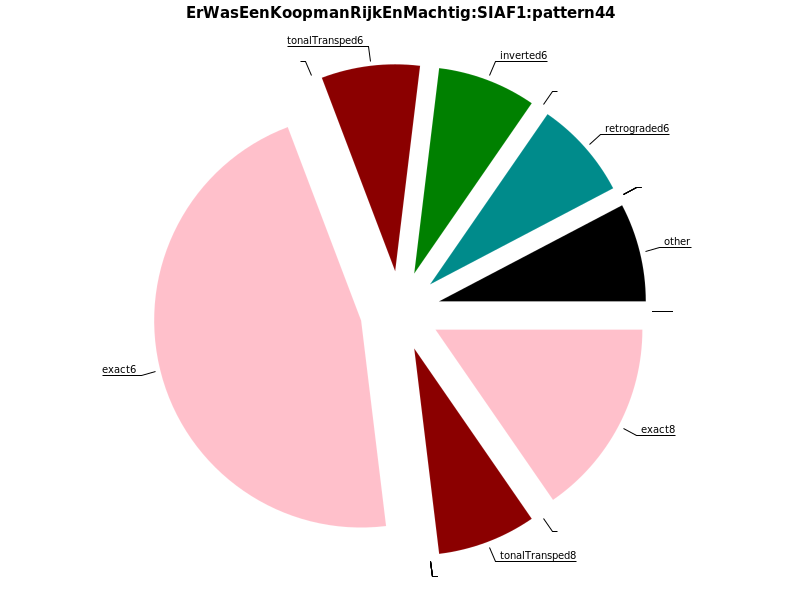 ErWasEenKoopmanRijkEnMachtig:SIAF1:pattern44
tonalTransped6
inverted6
retrograded6
other
exact6
exact8
tonalTransped8